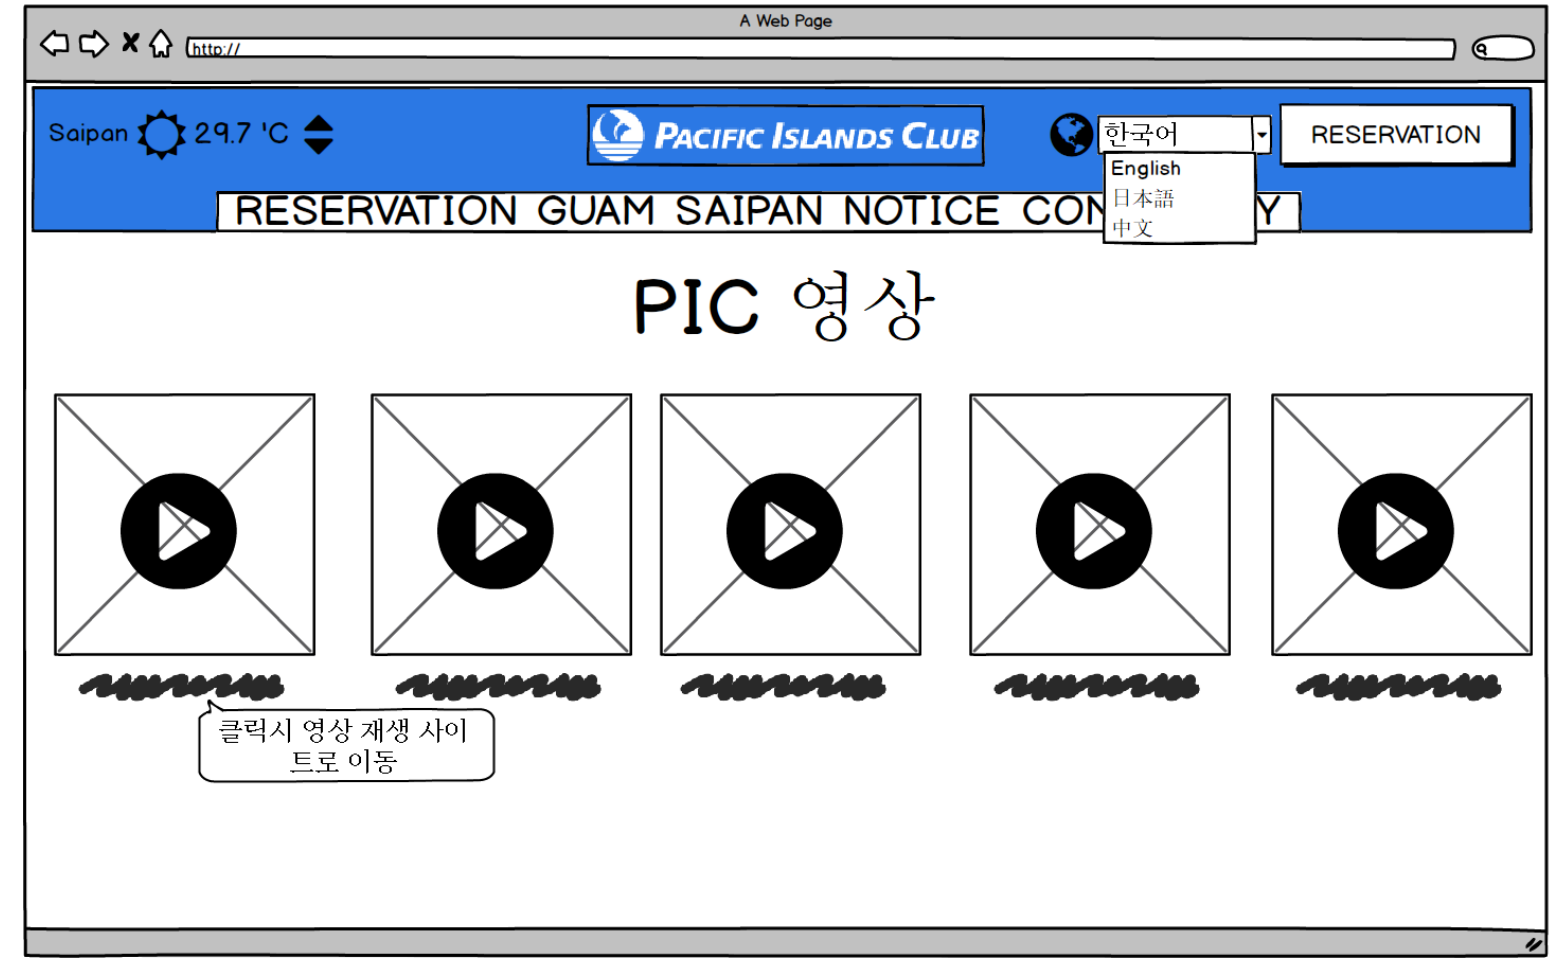 A Web Page
http://
Saipan 29.7 'C
PACIFIC ISLANDS CLUB
한국어
RESERVATION
English
日本語
中文
RESERVATION GUAM SAIPAN NOTICE
PIC 영상
클릭시 영상 재생 사이
트로 이동